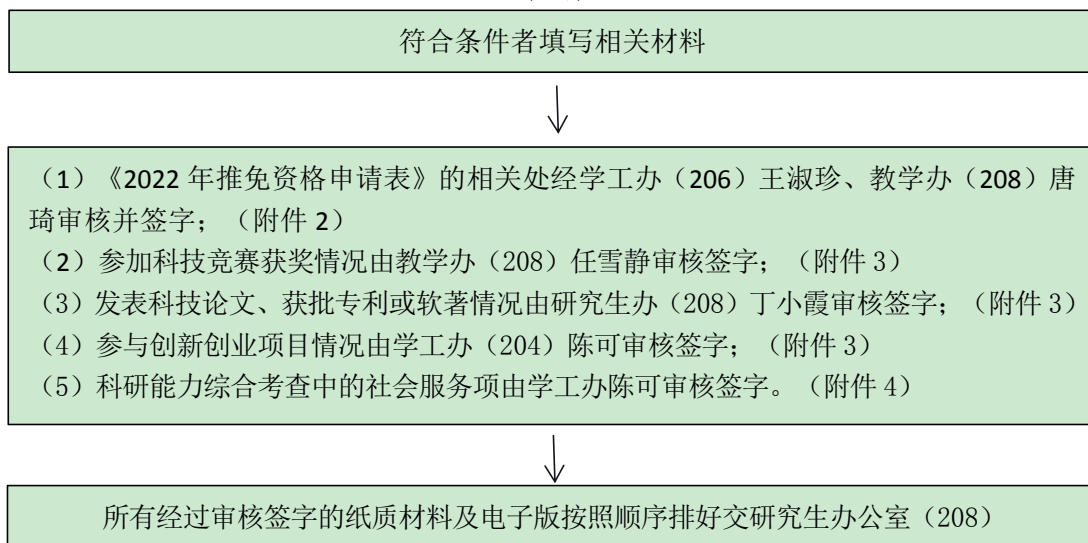 符合条件者填写相关材料
（1）《2022 年推免资格申请表》的相关处经学工办（206）王淑珍、教学办（208）唐
琦审核并签字；（附件 2）
（2）参加科技竞赛获奖情况由教学办（208）任雪静审核签字；（附件 3）
（3）发表科技论文、获批专利或软著情况由研究生办（208）丁小霞审核签字；（附件 3）
（4）参与创新创业项目情况由学工办（204）陈可审核签字；（附件 3）
（5）科研能力综合考查中的社会服务项由学工办陈可审核签字。（附件 4）
所有经过审核签字的纸质材料及电子版按照顺序排好交研究生办公室（208）